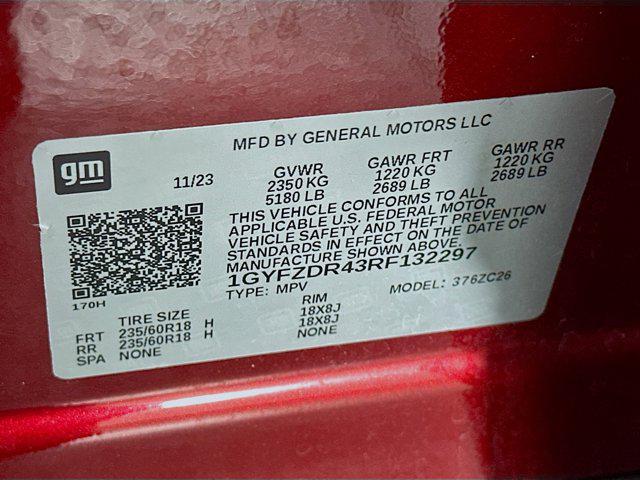 MFD BY GENERAL MOTORS LLC
gm
11/23
GVWR
2350 KG
5180 LB
GAWR FRT
1220 KG
2689 LB
GAWR RR
1220 KG
2689 LB
THIS VEHICLE CONFORMS TO ALL
APPLICABLE U.S. FEDERAL MOTOR
VEHICLE SAFETY AND THEFT PREVENTION
STANDARDS IN EFFECT ON THE DATE OF
MANUFACTURE SHOWN ABOVE.
1GYFZDR43RF132297
TYPE: MPV
MODEL: 376ZC26
170H
TIRE SIZE
RIM
FRT 235/60R18 H 18X8J
RR 235/60R18 H 18X8J
SPA NONE NONE